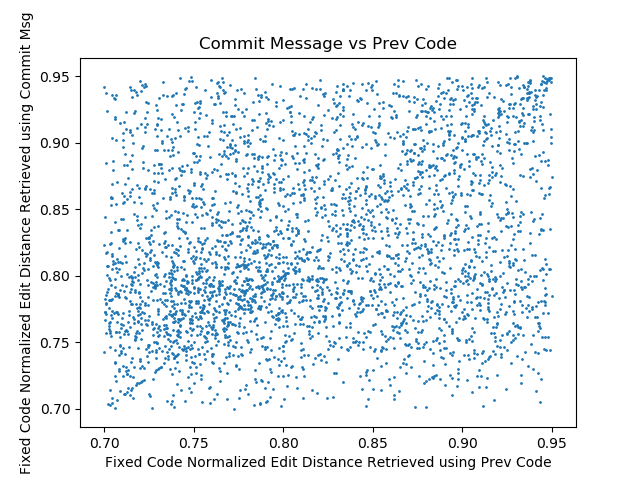 Commit Message vs Prev Code
Fixed Code Normalized Edit Distance Retrieved using Commit Msg
0.95
0.90
0.85
0.80
0.75
0.70
0.70 0.75 0.80 0.85 0.90 0.95
Fixed Code Normalized Edit Distance Retrieved using Prev Code